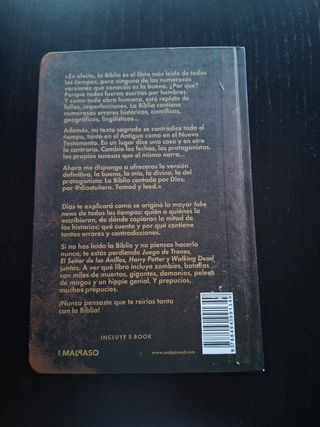 «En efecto, la Biblia es el libro más leído de todos
los tiempos, pero ninguna de las numerosas
versiones que conocéis es la buena. ¿Por qué?
Porque todas fueron escritas por hombres.
Y como toda obra humana, está repleta de
fallos, imperfecciones. La Biblia contiene
numerosos errores históricos, científicos,
geográficos, lingüísticos...
Además, mi texto sagrado se contradice todo el
tiempo, tanto en el Antiguo como en el Nuevo
Testamento. En un lugar dice una cosa y en otro
la contraria. Cambia las fechas, los protagonistas,
los propios sucesos que el mismo narra...
Ahora me dispongo a ofreceros la versión
definitiva, la buena, la mía, la divina, la del
protagonista: La Biblia contada por Dios,
por @diostuitero. Tomad y leed.»
Dios te explicará cómo se originó la mayor fake
news de todos los tiempos: quién o quiénes la
escribieron, de dónde copiaron la mitad de
las historias; qué cuenta y por qué contiene
tantos errores y contradicciones.
Si no has leído la Biblia y no piensas hacerlo
nunca, te estás perdiendo Juego de Tronos,
El Señor de los Anillos, Harry Potter y Walking Dead
juntos. A ver qué libro incluye zombies, batallas
con miles de muertos, gigantes, demonios, peleas
de magos y un hippie genial. Y prepucios,
muchos prepucios.
¡Nunca pensaste que te reirías tanto
con la Biblia!
INCLUYE E-BOOK
MALPASO
www.malpasoed.com